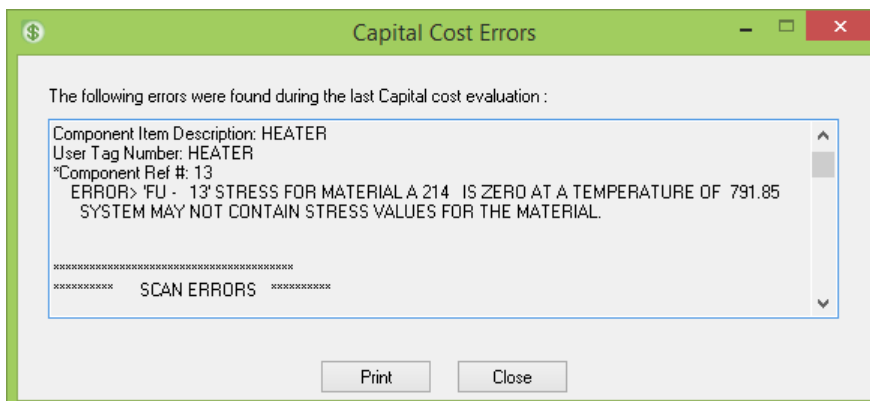 Capital Cost Errors
The following errors were found during the last Capital cost evaluation :
Component Item Description: HEATER
User Tag Number: HEATER
*Component Ref #: 13
ERROR> 'FU - 13' STRESS FOR MATERIAL A 214 IS ZERO AT A TEMPERATURE OF 791.85
SYSTEM MAY NOT CONTAIN STRESS VALUES FOR THE MATERIAL.
****************************************
********** SCAN ERRORS **********
Print Close